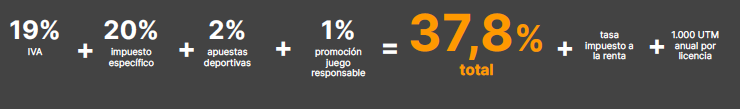 19%
IVA
+
20%
impuesto
específico
+
2%
apuestas
deportivas
+
1%
promoción
juego
responsable
=
37,8%
total
+
tasa
impuesto a
la renta
+
1.000 UTM
anual por
licencia